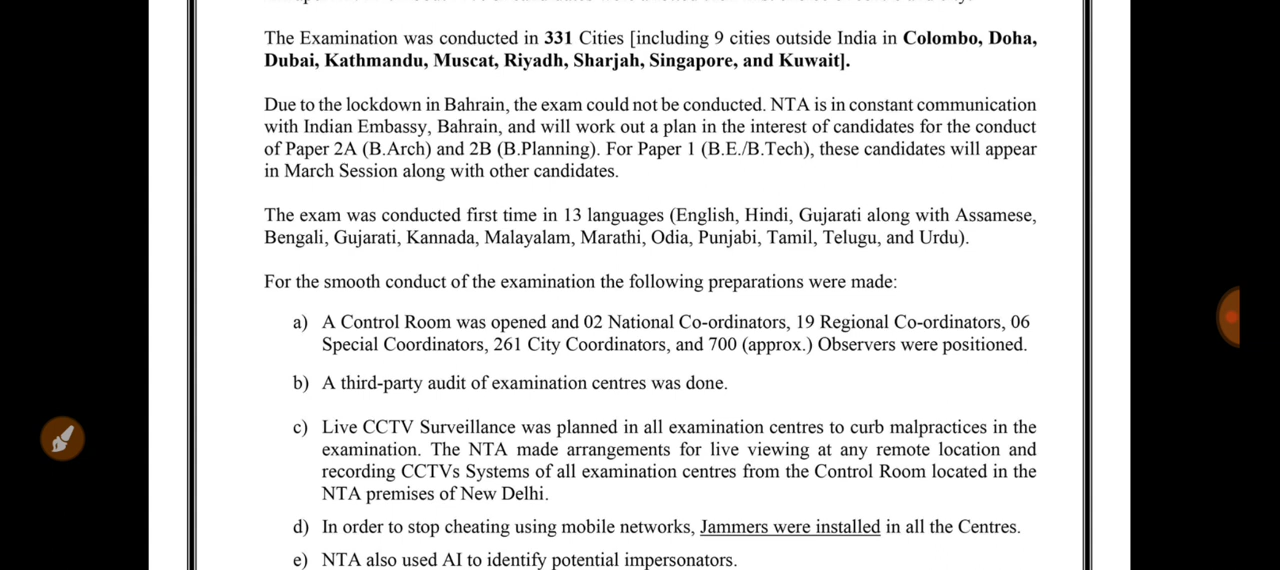 The Examination was conducted in 331 Cities [including 9 cities outside India in Colombo, Doha,
Dubai, Kathmandu, Muscat, Riyadh, Sharjah, Singapore, and Kuwait].
Due to the lockdown in Bahrain, the exam could not be conducted. NTA is in constant communication
with Indian Embassy, Bahrain, and will work out a plan in the interest of candidates for the conduct
of Paper 2A (B.Arch) and 2B (B.Planning). For Paper 1 (B.E./B.Tech), these candidates will appear
in March Session along with other candidates.
The exam was conducted first time in 13 languages (English, Hindi, Gujarati along with Assamese,
Bengali, Gujarati, Kannada, Malayalam, Marathi, Odia, Punjabi, Tamil, Telugu, and Urdu).
For the smooth conduct of the examination the following preparations were made:
a) A Control Room was opened and 02 National Co-ordinators, 19 Regional Co-ordinators, 06
Special Coordinators, 261 City Coordinators, and 700 (approx.) Observers were positioned.
b) A third-party audit of examination centres was done.
c) Live CCTV Surveillance was planned in all examination centres to curb malpractices in the
examination. The NTA made arrangements for live viewing at any remote location and
recording CCTVs Systems of all examination centres from the Control Room located in the
NTA premises of New Delhi.
d) In order to stop cheating using mobile networks, Jammers were installed in all the Centres.
e) NTA also used AI to identify potential impersonators.